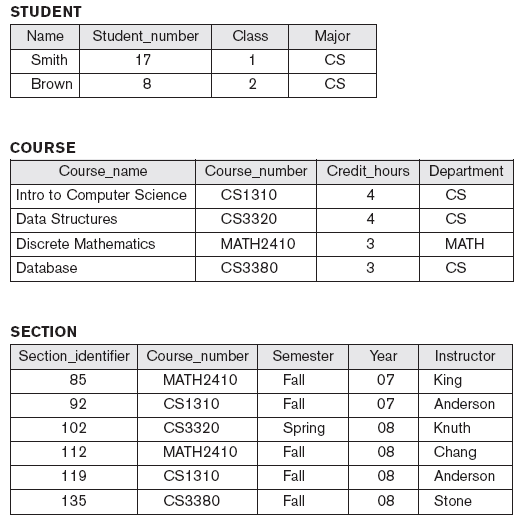 STUDENT
Name Student_number Class Major
Smith 17 1 CS
Brown 8 2 CS
COURSE
Course_name Course_number Credit_hours Department
Intro to Computer Science CS1310 4 CS
Data Structures CS3320 4 CS
Discrete Mathematics MATH2410 3 MATH
Database CS3380 3 CS
SECTION
Section_identifier Course_number Semester Year Instructor
85 MATH2410 Fall 07 King
92 CS1310 Fall 07 Anderson
102 CS3320 Spring 08 Knuth
112 MATH2410 Fall 08 Chang
119 CS1310 Fall 08 Anderson
135 CS3380 Fall 08 Stone